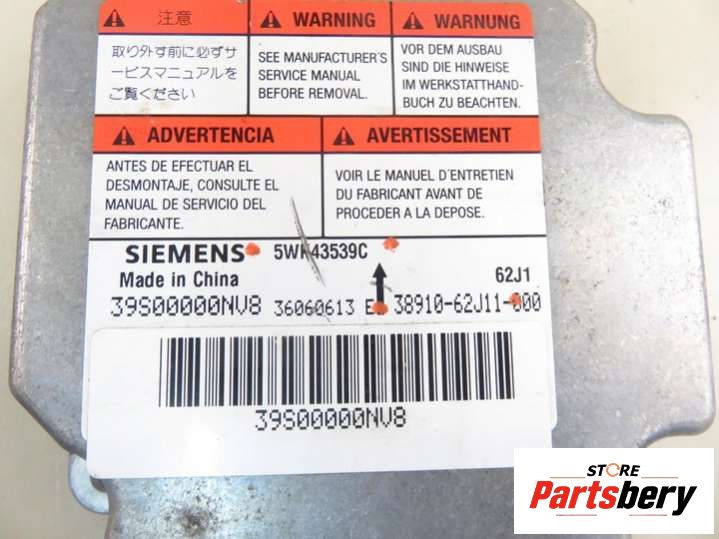 注意
取り外す前に必ずサ
ービスマニュアルを
ご覧ください
WARNING
SEE MANUFACTURER'S
SERVICE MANUAL
BEFORE REMOVAL.
WARNUNG
VOR DEM AUSBAU
SIND DIE HINWEISE
IM WERKSTATTHAND-
BUCH ZU BEACHTEN.
ADVERTENCIA
ANTES DE EFECTUAR EL
DESMONTAJE, CONSULTE EL
MANUAL DE SERVICIO DEL
FABRICANTE.
AVERTISSEMENT
VOIR LE MANUEL D'ENTRETIEN
DU FABRICANT AVANT DE
PROCEDER A LA DEPOSE.
SIEMENS 5WK43539C
Made in China 62J1
39S00000NV8 36060613 38910-62J11-000
39S00000NV8
STORE
Partsbery